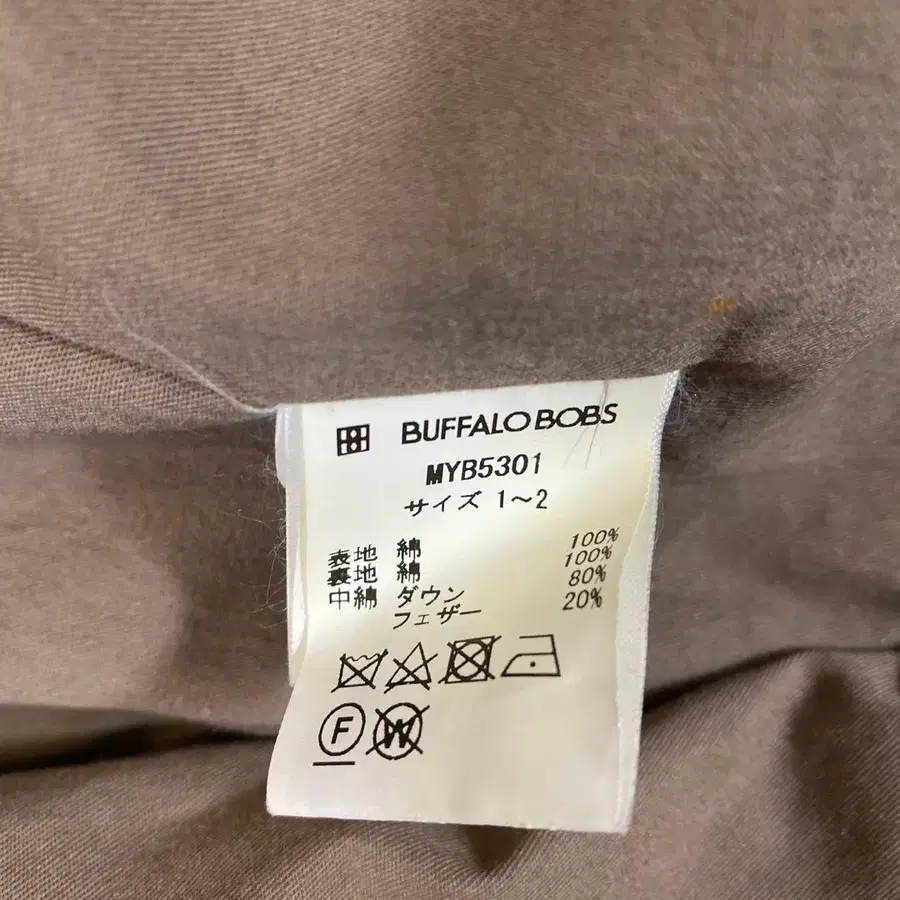 BUFFALO BOBS
MYB5301
サイズ 1〜2
表地 綿 100%
裏地 綿 100%
中綿 ダウン 80%
フェザー 20%
F W